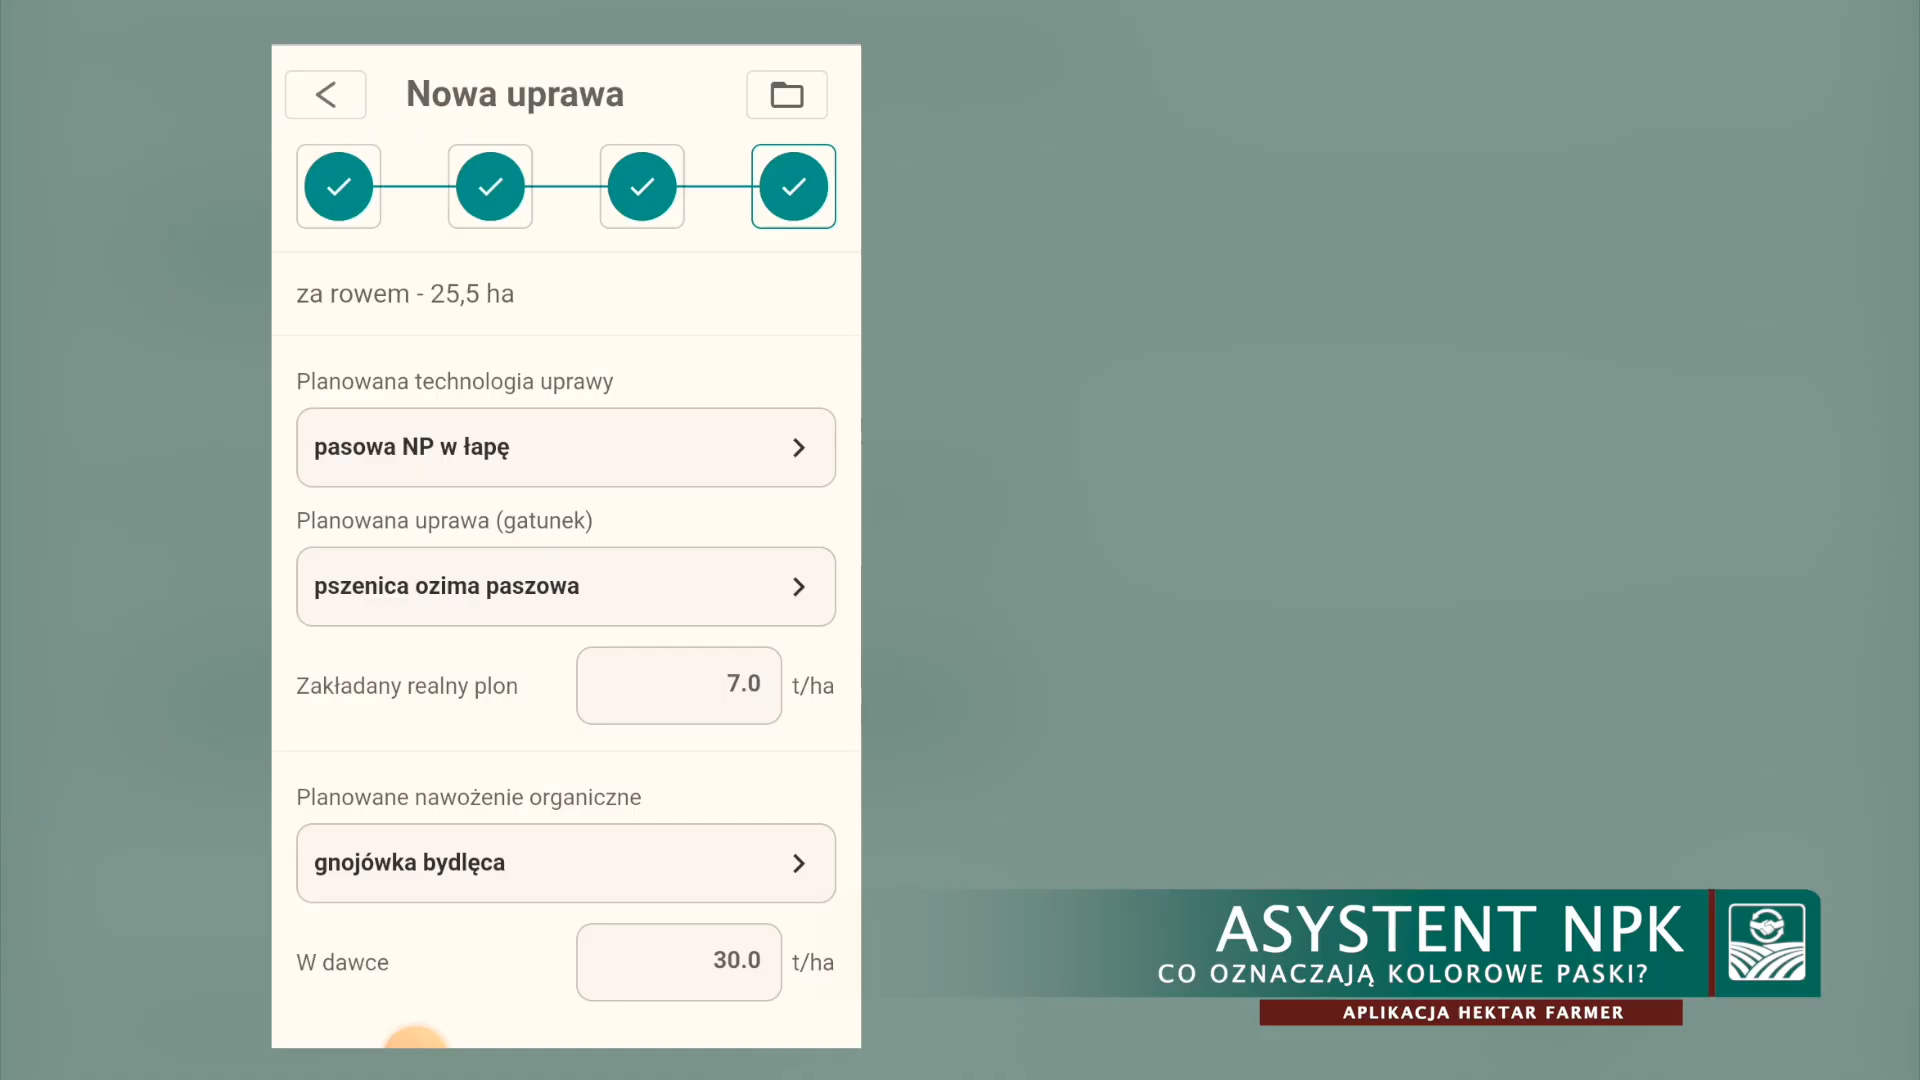 Nowa uprawa
za rowem - 25,5 ha
Planowana technologia uprawy
pasowa NP w łapę
Planowana uprawa (gatunek)
pszenica ozima paszowa
Zakładany realny plon 7.0 t/ha
Planowane nawożenie organiczne
gnojówka bydlęca
W dawce 30.0 t/ha
ASYSTENT NPK
CO OZNACZAJĄ KOLOROWE PASKI?
APLIKACJA HEKTAR FARMER